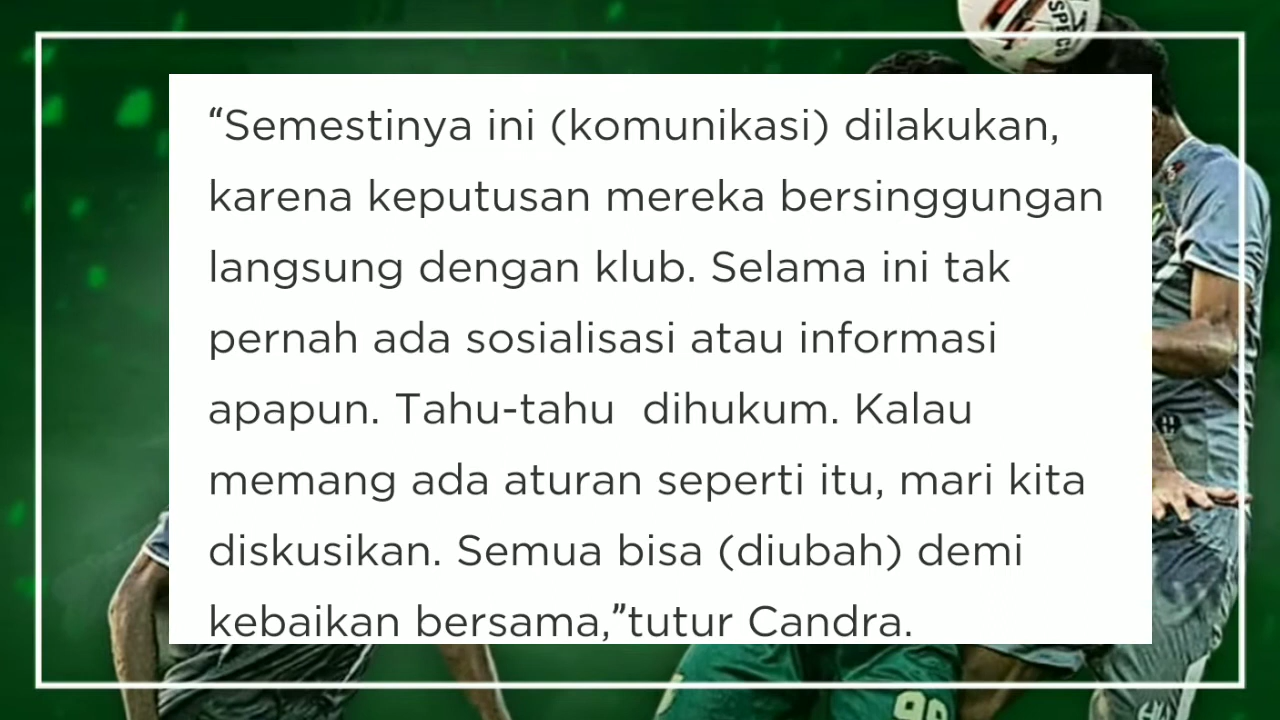 SPECS
“Semestinya ini (komunikasi) dilakukan,
karena keputusan mereka bersinggungan
langsung dengan klub. Selama ini tak
pernah ada sosialisasi atau informasi
apapun. Tahu-tahu  dihukum. Kalau
memang ada aturan seperti itu, mari kita
diskusikan. Semua bisa (diubah) demi
kebaikan bersama,”tutur Candra.